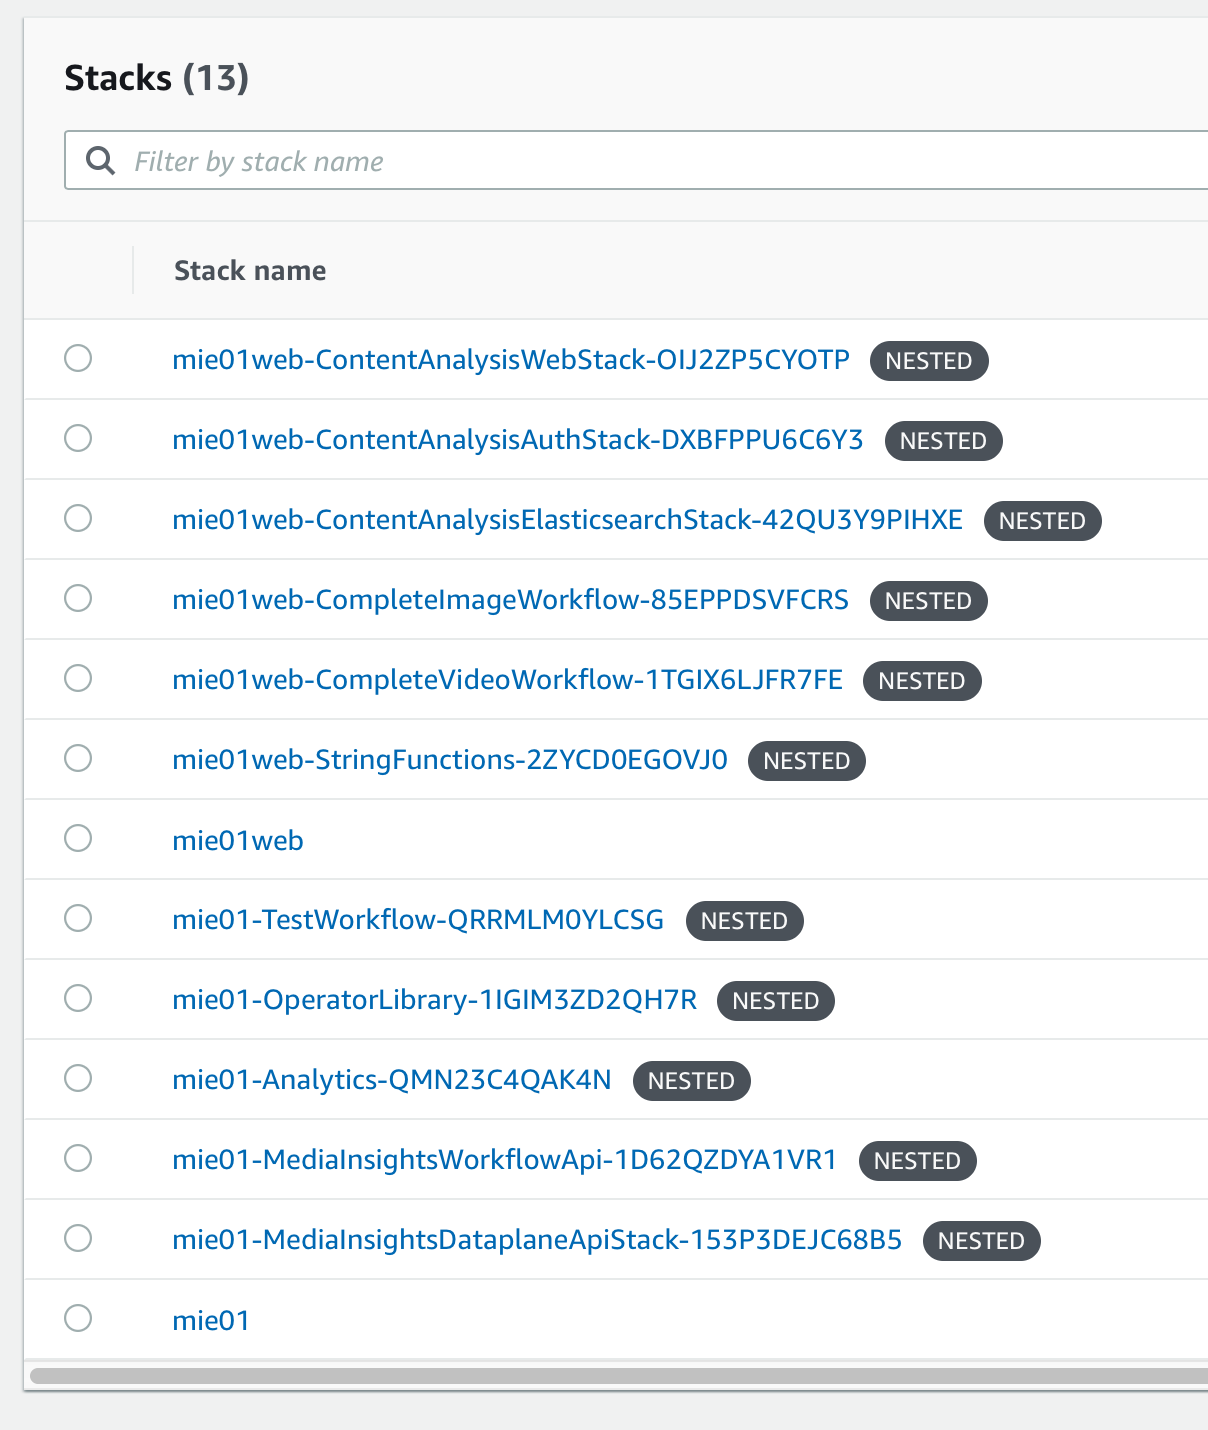 Stacks (13)
Filter by stack name
Stack name
mie01web-ContentAnalysisWebStack-OIJ2ZP5CYOTP NESTED
mie01web-ContentAnalysisAuthStack-DXBFPPU6C6Y3 NESTED
mie01web-ContentAnalysisElasticsearchStack-42QU3Y9PIHXE NESTED
mie01web-CompleteImageWorkflow-85EPPDSVFCRS NESTED
mie01web-CompleteVideoWorkflow-1TGIX6LJFR7FE NESTED
mie01web-StringFunctions-2ZYCD0EGOVJ0 NESTED
mie01web
mie01-TestWorkflow-QRRMLM0YLCSG NESTED
mie01-OperatorLibrary-1IGIM3ZD2QH7R NESTED
mie01-Analytics-QMN23C4QAK4N NESTED
mie01-MediaInsightsWorkflowApi-1D62QZDYA1VR1 NESTED
mie01-MediaInsightsDataplaneApiStack-153P3DEJC68B5 NESTED
mie01